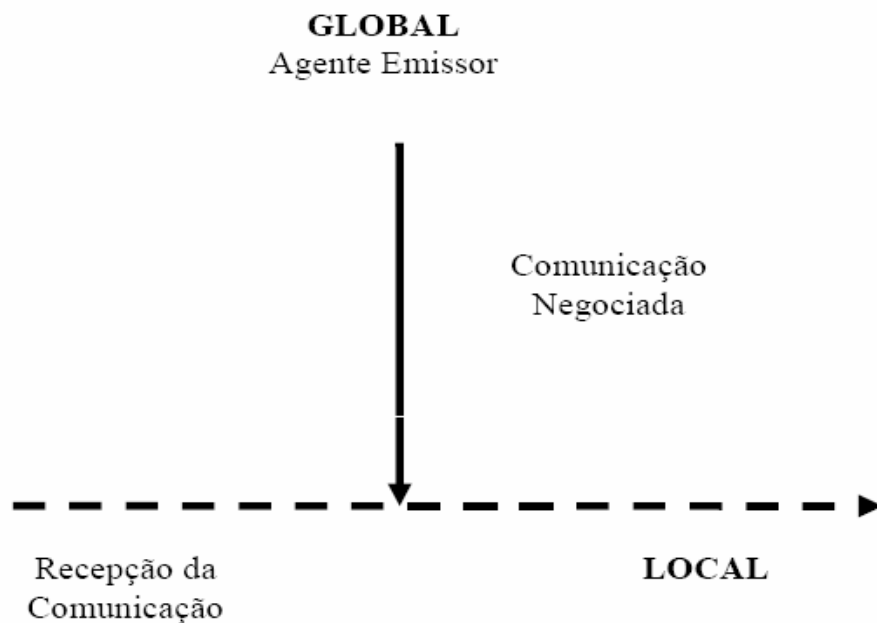 GLOBAL
Agente Emissor
Comunicação
Negociada
Recepção da
Comunicação
LOCAL